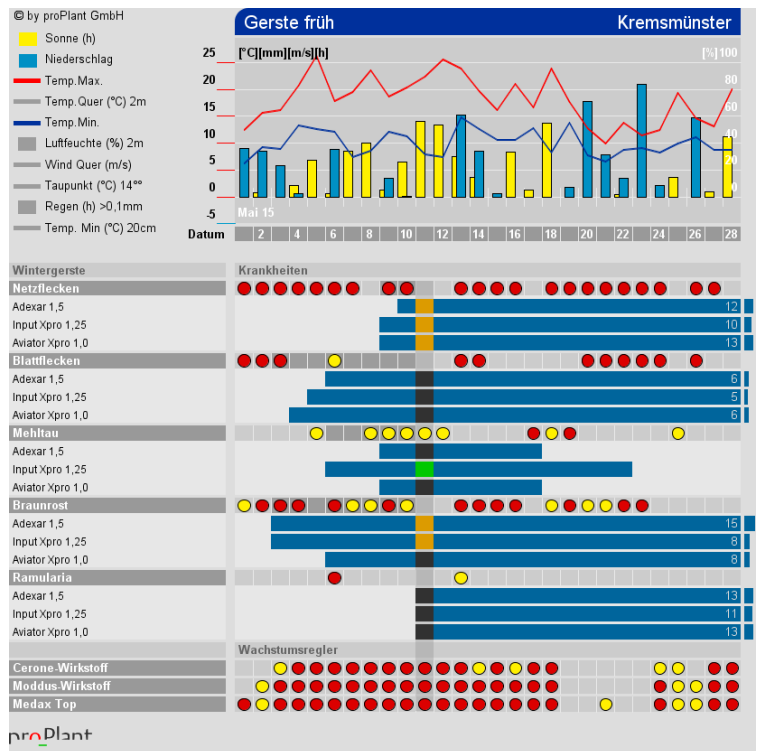 © by proPlant GmbH
Gerste früh Kremsmünster
Sonne (h)
Niederschlag
Temp.Max.
Temp.Quer (°C) 2m
Temp.Min.
Luftfeuchte (%) 2m
Wind Quer (m/s)
Taupunkt (°C) 14°°
Regen (h) >0,1mm
Temp. Min (°C) 20cm
25
20
15
10
5
0
-5
[°C][mm][m/s][h] [%] 100
80
60
40
20
0
Mai 15
Datum 2 4 6 8 10 12 14 16 18 20 22 24 26 28
Wintergerste Krankheiten
Netzflecken
Adexar 1,5 12
Input Xpro 1,25 10
Aviator Xpro 1,0 13
Blattflecken
Adexar 1,5 6
Input Xpro 1,25 5
Aviator Xpro 1,0 6
Mehltau
Adexar 1,5
Input Xpro 1,25
Aviator Xpro 1,0
Braunrost
Adexar 1,5 15
Input Xpro 1,25 8
Aviator Xpro 1,0 8
Ramularia
Adexar 1,5 13
Input Xpro 1,25 11
Aviator Xpro 1,0 13
Wachstumsregler
Cerone-Wirkstoff
Moddus-Wirkstoff
Medax Top
proPlant